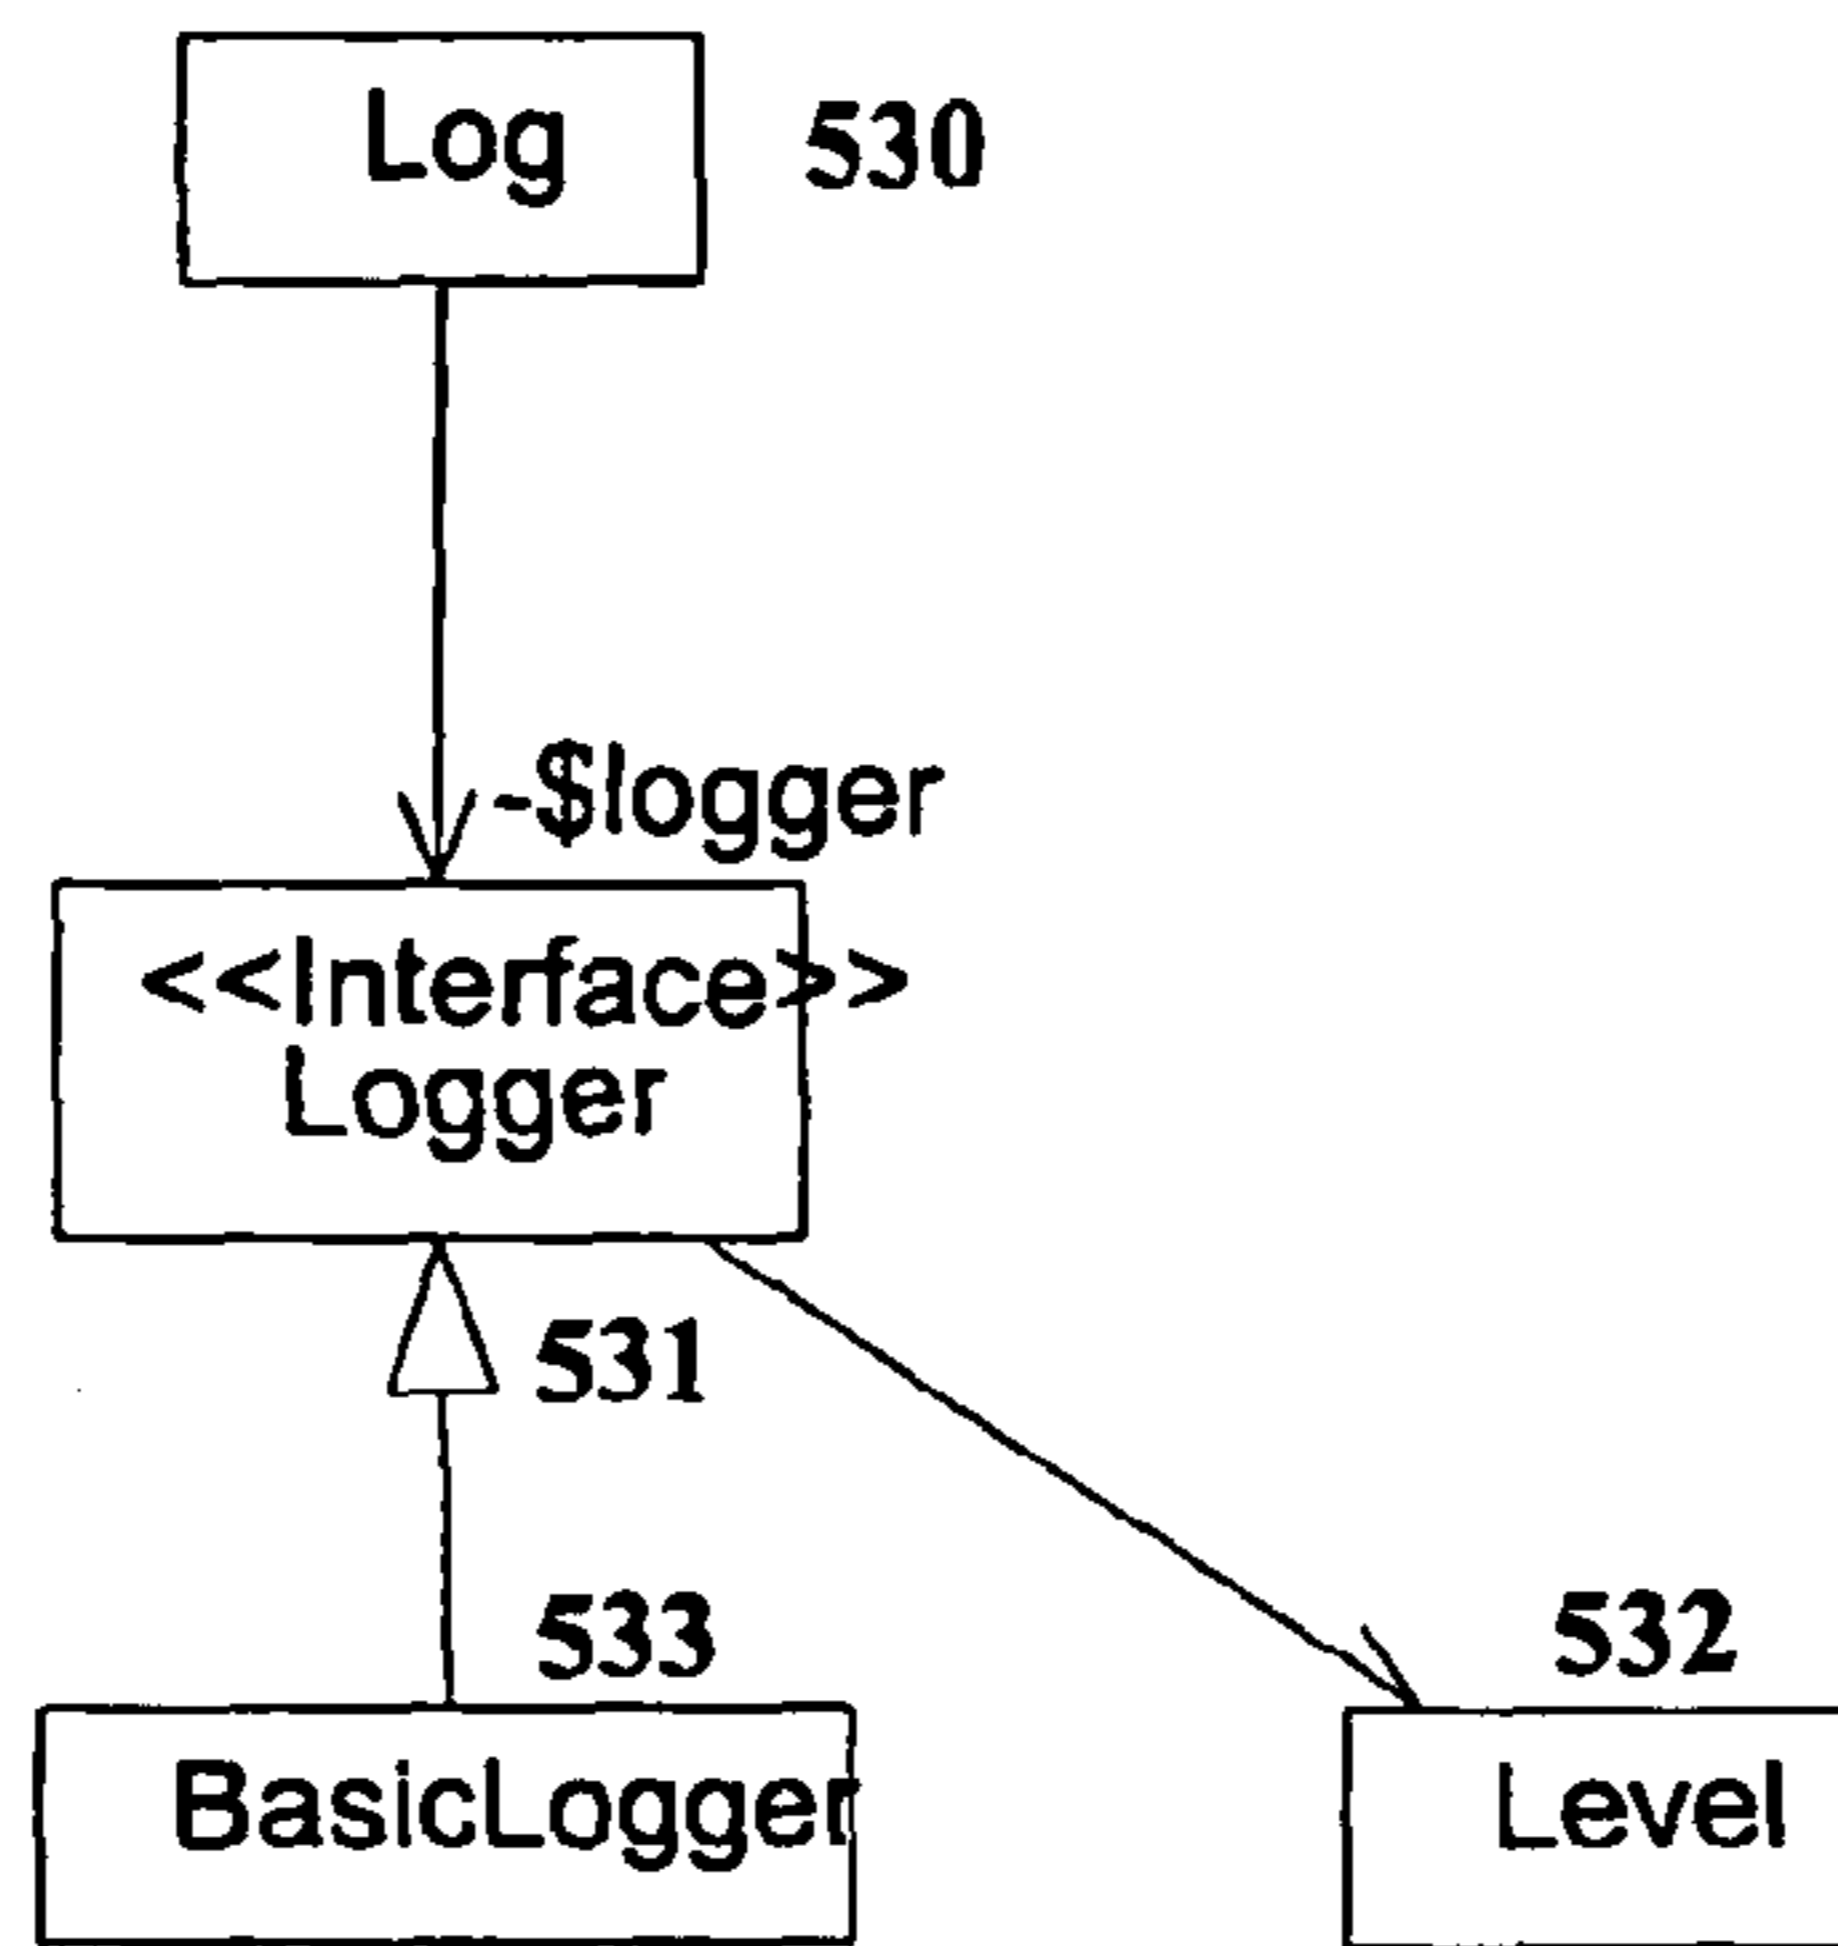 Log
530
-$logger
<<Interface>>
Logger
531
533
532
BasicLogger
Level